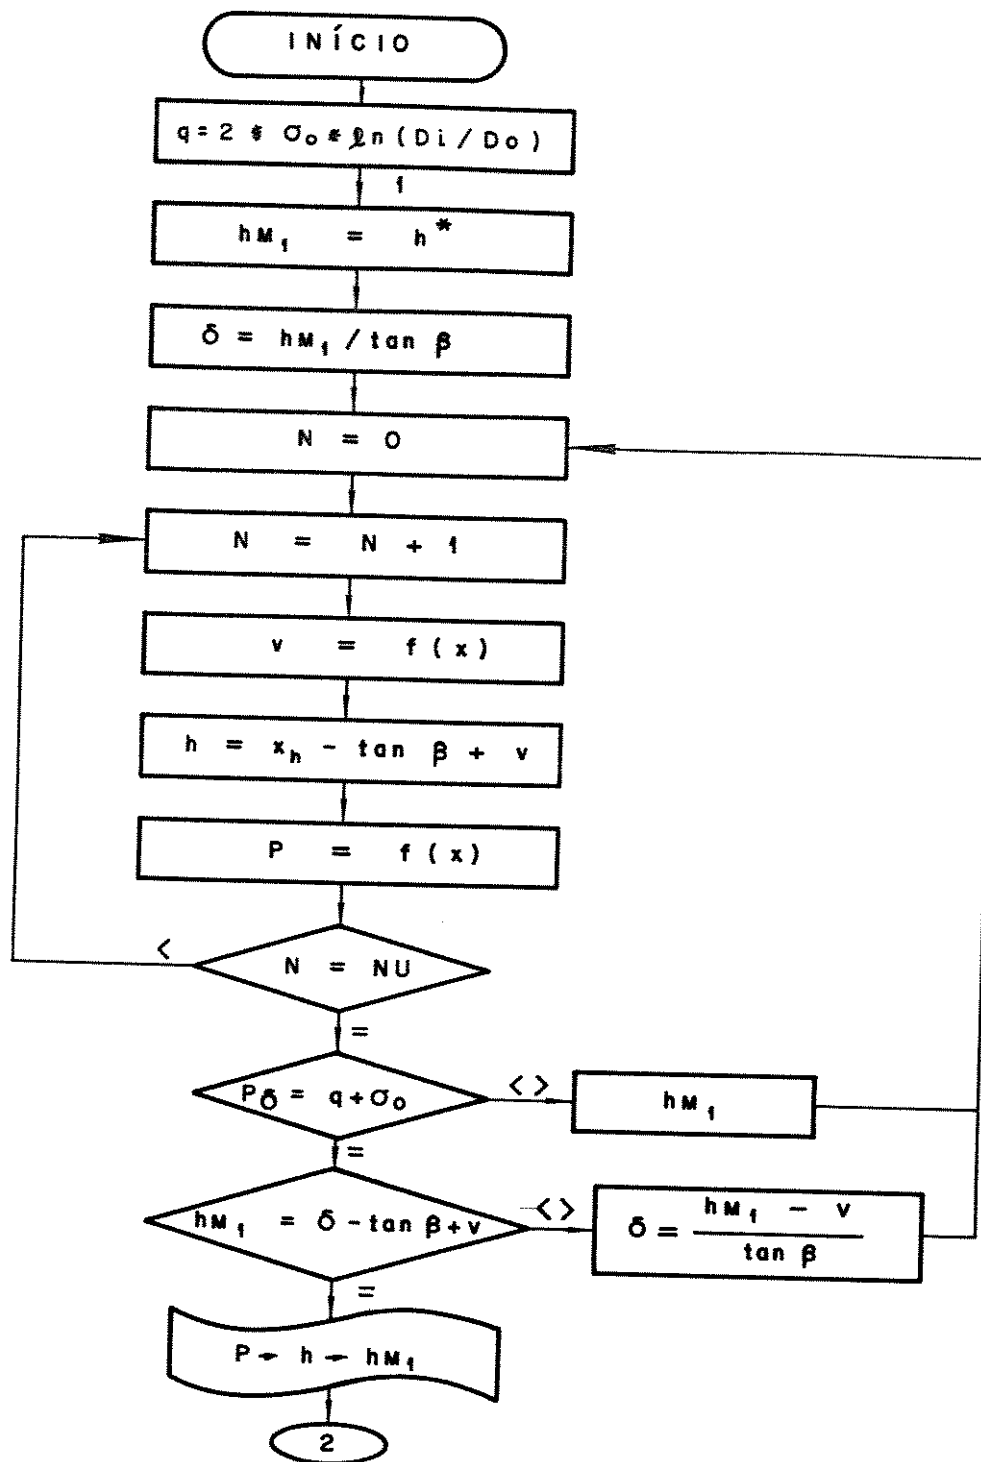 INÍCIO
q = 2 * σo * ℓn ( Di / Do )
1
hM₁ = h*
δ = hM₁ / tan β
N = 0
N = N + 1
v = f ( x )
h = xₕ - tan β + v
P = f ( x )
<
N = NU
=
Pδ = q + σo
< >
hM₁
=
hM₁ = δ - tan β + v
< >
δ = hM₁ - v
tan β
=
P → h → hM₁
2